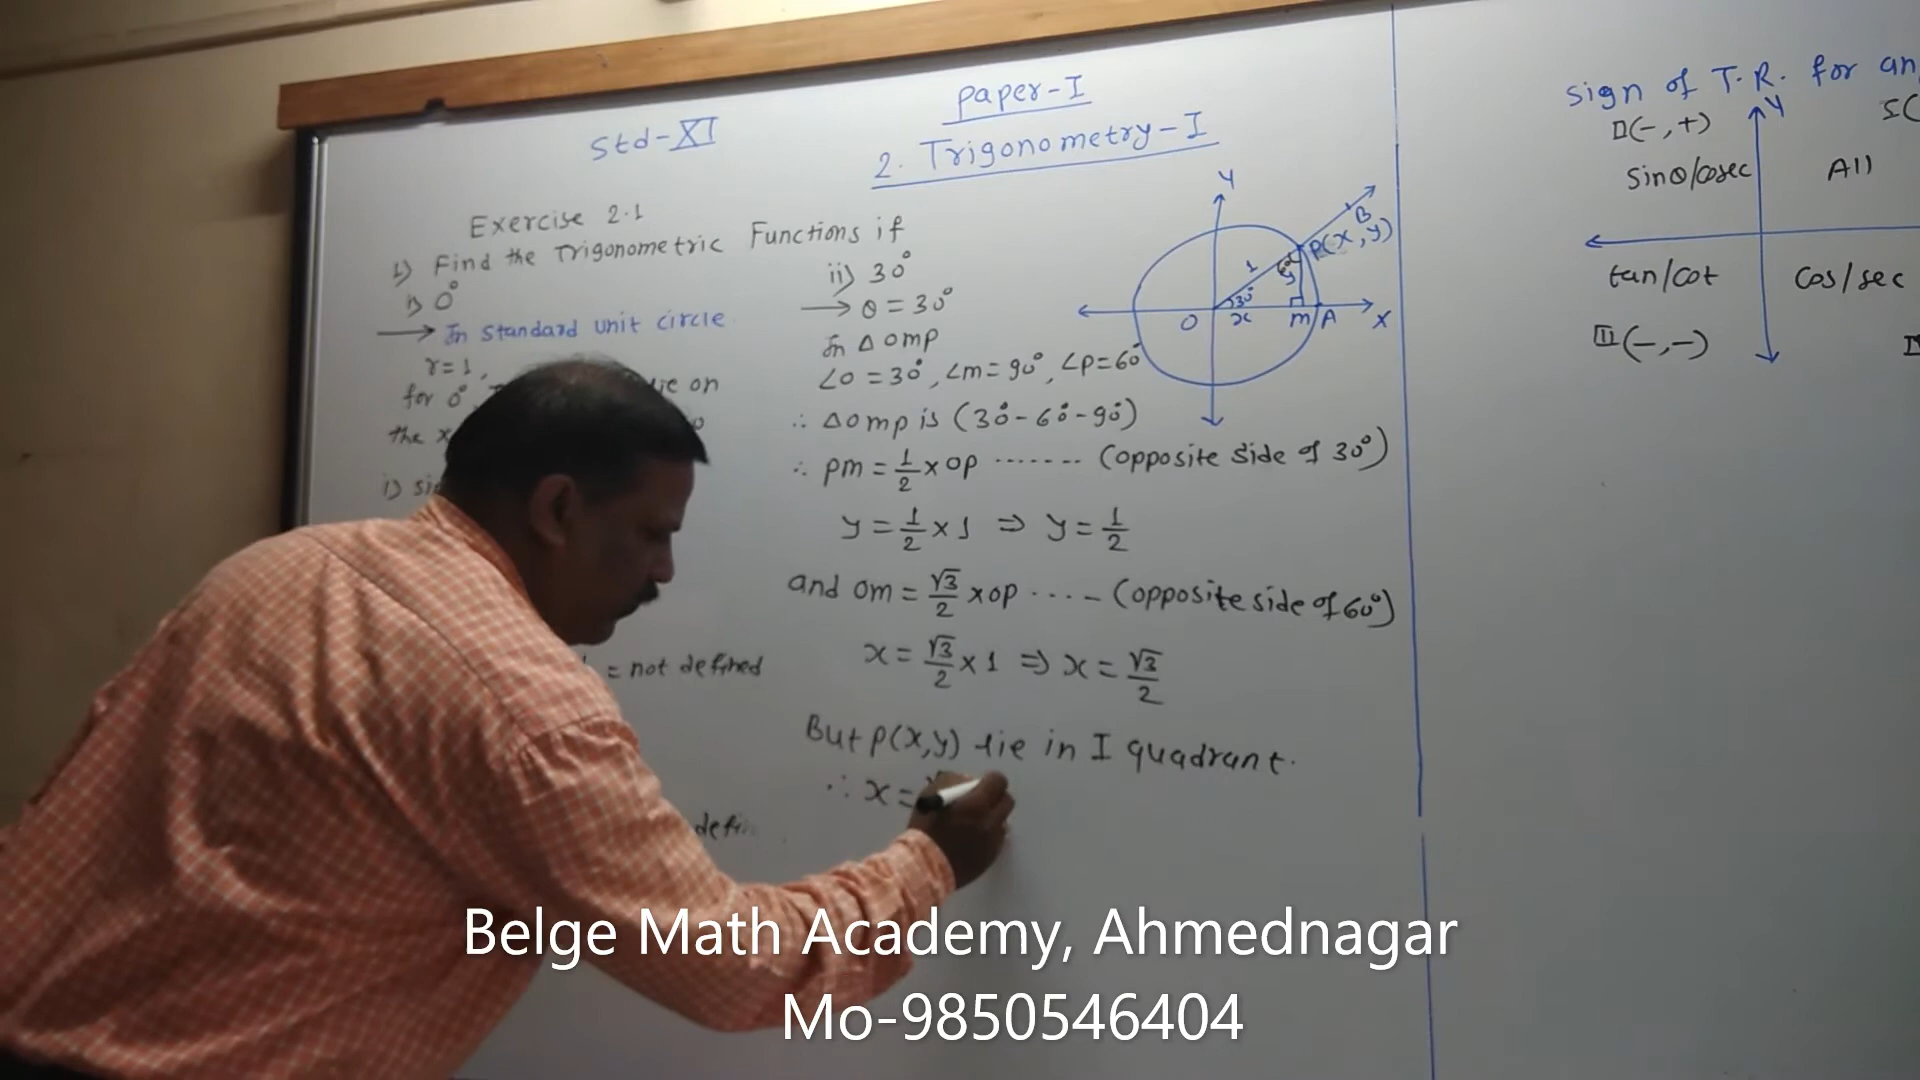 Paper-I
Std-XI
2. Trigonometry-I
Exercise 2.1
1) Find the Trigonometric Functions if
i) 0°
→ In standard unit circle
r=1,
for 0°
lie on
the x
i) si
= not defined
defin
ii) 30°
→ θ = 30°
In Δ omp
∠O = 30°, ∠m = 90°, ∠P = 60°
∴ Δomp is (30°-60°-90°)
∴ pm = 1/2 × op ....... (opposite side of 30°)
y = 1/2 × 1 ⇒ y = 1/2
and om = √3/2 × op ..... (opposite side of 60°)
x = √3/2 × 1 ⇒ x = √3/2
But p(x,y) lie in I quadrant.
∴ x =
Y
B
P(x, y)
1
60°
y
30°
O
x
M
A
X
Sign of T.R. for an
II(-,+)
Y
I(
Sinθ/cosec
All
tan/cot
Cos/sec
III(-,-)
Belge Math Academy, Ahmednagar
Mo-9850546404